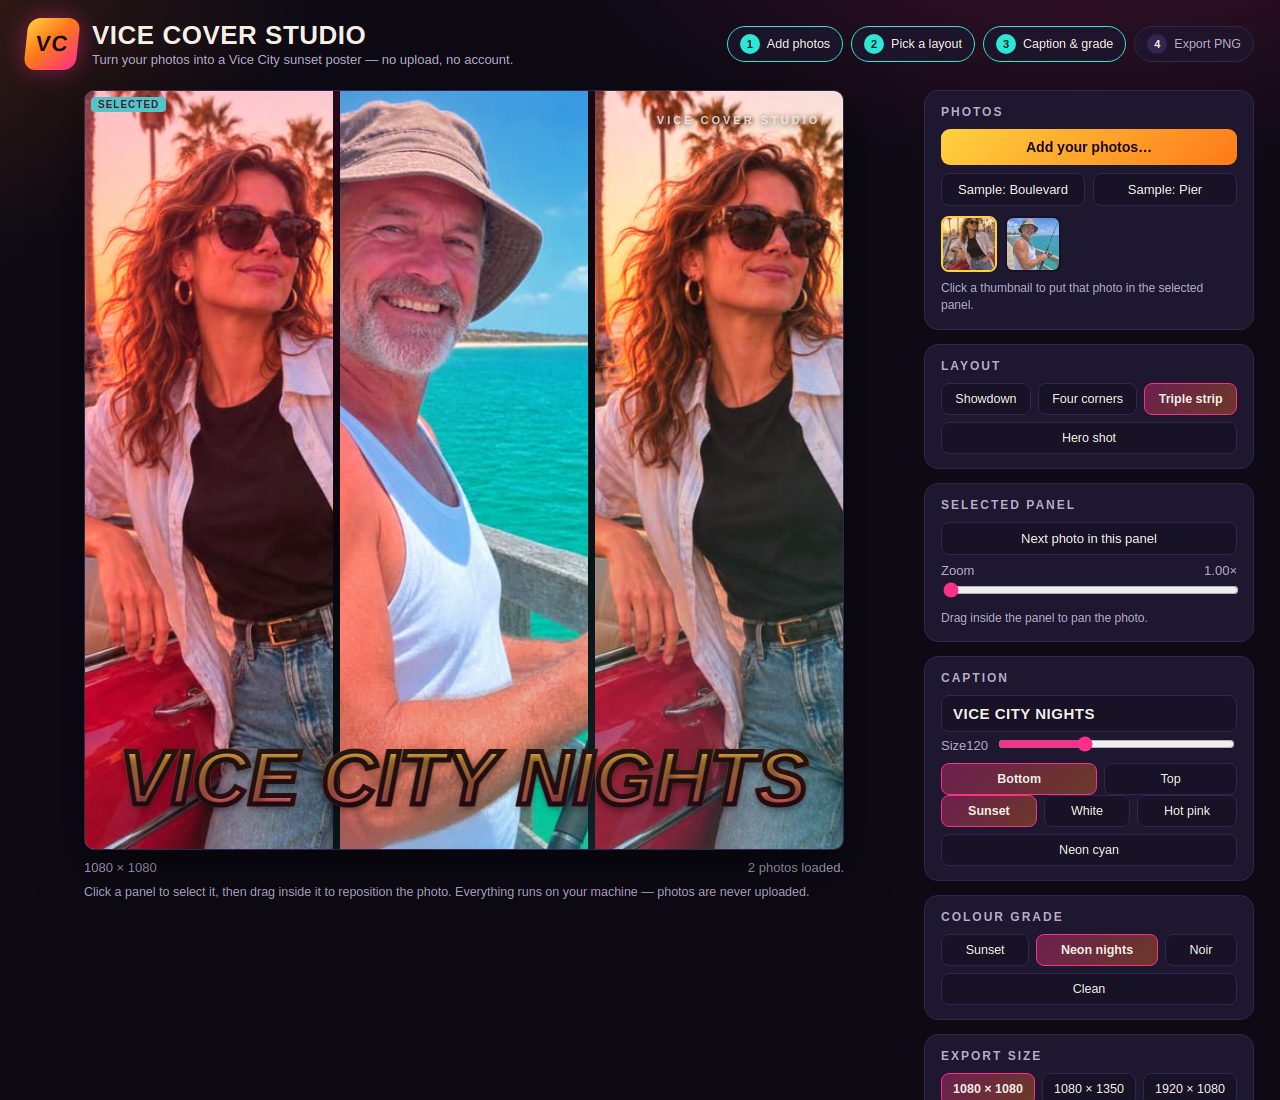 VC
VICE COVER STUDIO
Turn your photos into a Vice City sunset poster — no upload, no account.
1 Add photos
2 Pick a layout
3 Caption & grade
4 Export PNG
SELECTED
VICE COVER STUDIO
VICE CITY NIGHTS
1080 × 1080
2 photos loaded.
Click a panel to select it, then drag inside it to reposition the photo. Everything runs on your machine — photos are never uploaded.
PHOTOS
Add your photos…
Sample: Boulevard
Sample: Pier
Click a thumbnail to put that photo in the selected
panel.
LAYOUT
Showdown
Four corners
Triple strip
Hero shot
SELECTED PANEL
Next photo in this panel
Zoom
1.00×
Drag inside the panel to pan the photo.
CAPTION
VICE CITY NIGHTS
Size120
Bottom
Top
Sunset
White
Hot pink
Neon cyan
COLOUR GRADE
Sunset
Neon nights
Noir
Clean
EXPORT SIZE
1080 × 1080
1080 × 1350
1920 × 1080